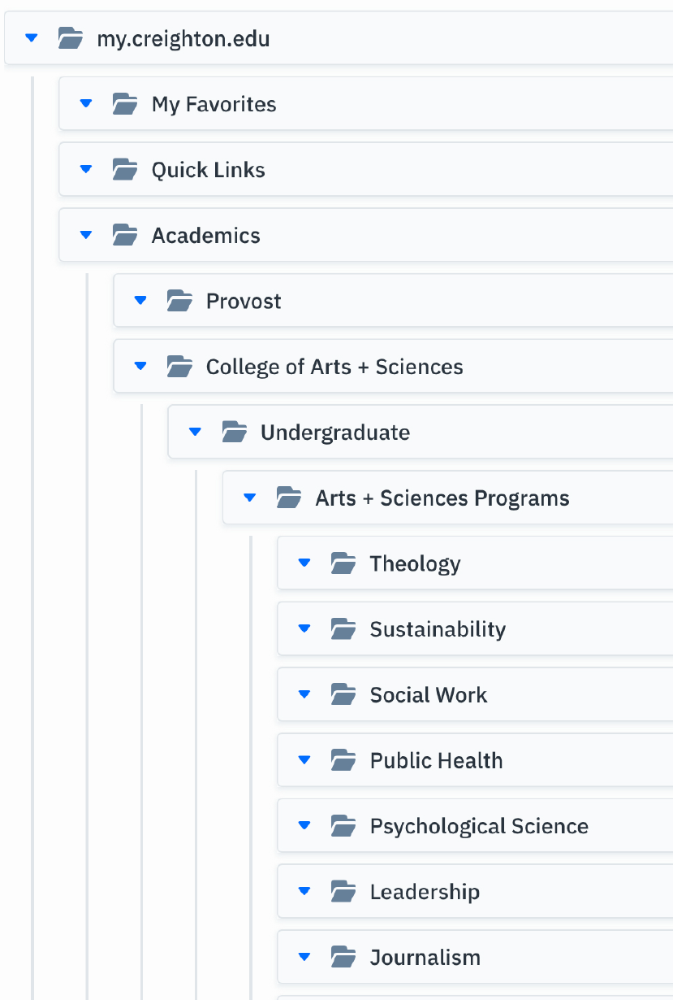 my.creighton.edu
My Favorites
Quick Links
Academics
Provost
College of Arts + Sciences
Undergraduate
Arts + Sciences Programs
Theology
Sustainability
Social Work
Public Health
Psychological Science
Leadership
Journalism